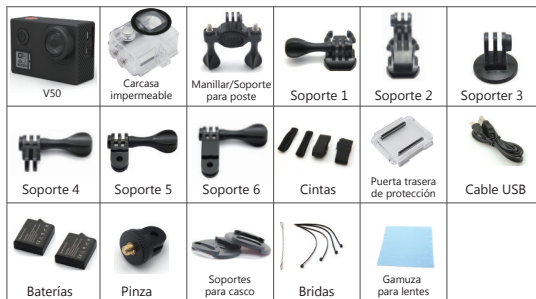 V50
Carcasa
impermeable
Manillar/Soporte
para poste
Soporte 1
Soporte 2
Soporter 3
Soporte 4
Soporte 5
Soporte 6
Cintas
Puerta trasera
de protección
Cable USB
Baterías
Pinza
Soportes
para casco
Bridas
Gamuza
para lentes